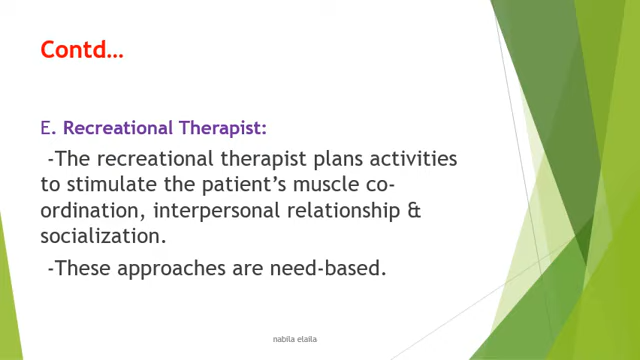 Contd…
E. Recreational Therapist:
-The recreational therapist plans activities
to stimulate the patient’s muscle co-
ordination, interpersonal relationship &
socialization.
-These approaches are need-based.
nabila elaila